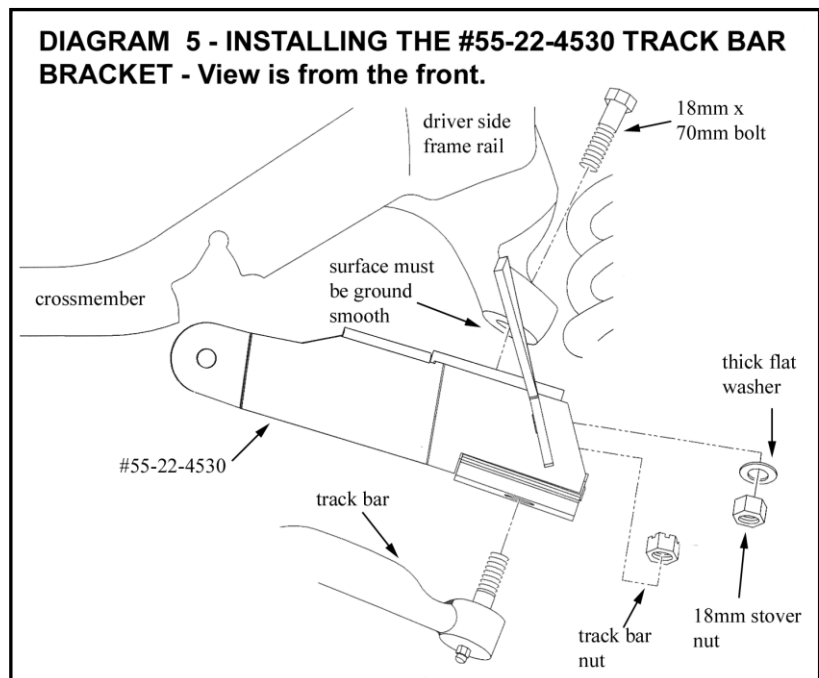 DIAGRAM 5 - INSTALLING THE #55-22-4530 TRACK BAR
BRACKET - View is from the front.
driver side
frame rail
18mm x
70mm bolt
surface must
be ground
smooth
crossmember
thick flat
washer
#55-22-4530
track bar
track bar
nut
18mm stover
nut